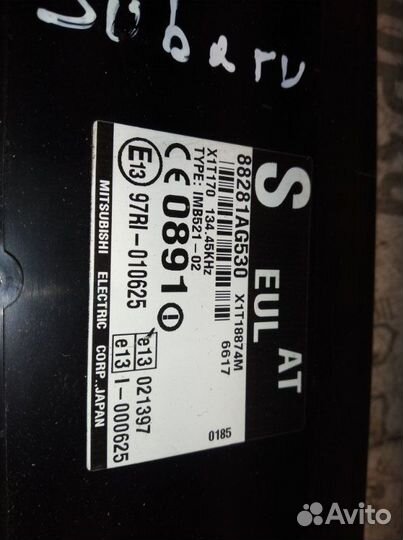 Subaru
S EUL AT
88281AG530 X1T18874M
X1T170 134.45KHz 6617
TYPE: IMB521-02
CE 0891
0185
E13 97RI-010625
e13 021397
e13 I-000625
MITSUBISHI ELECTRIC CORP.,JAPAN
Avito